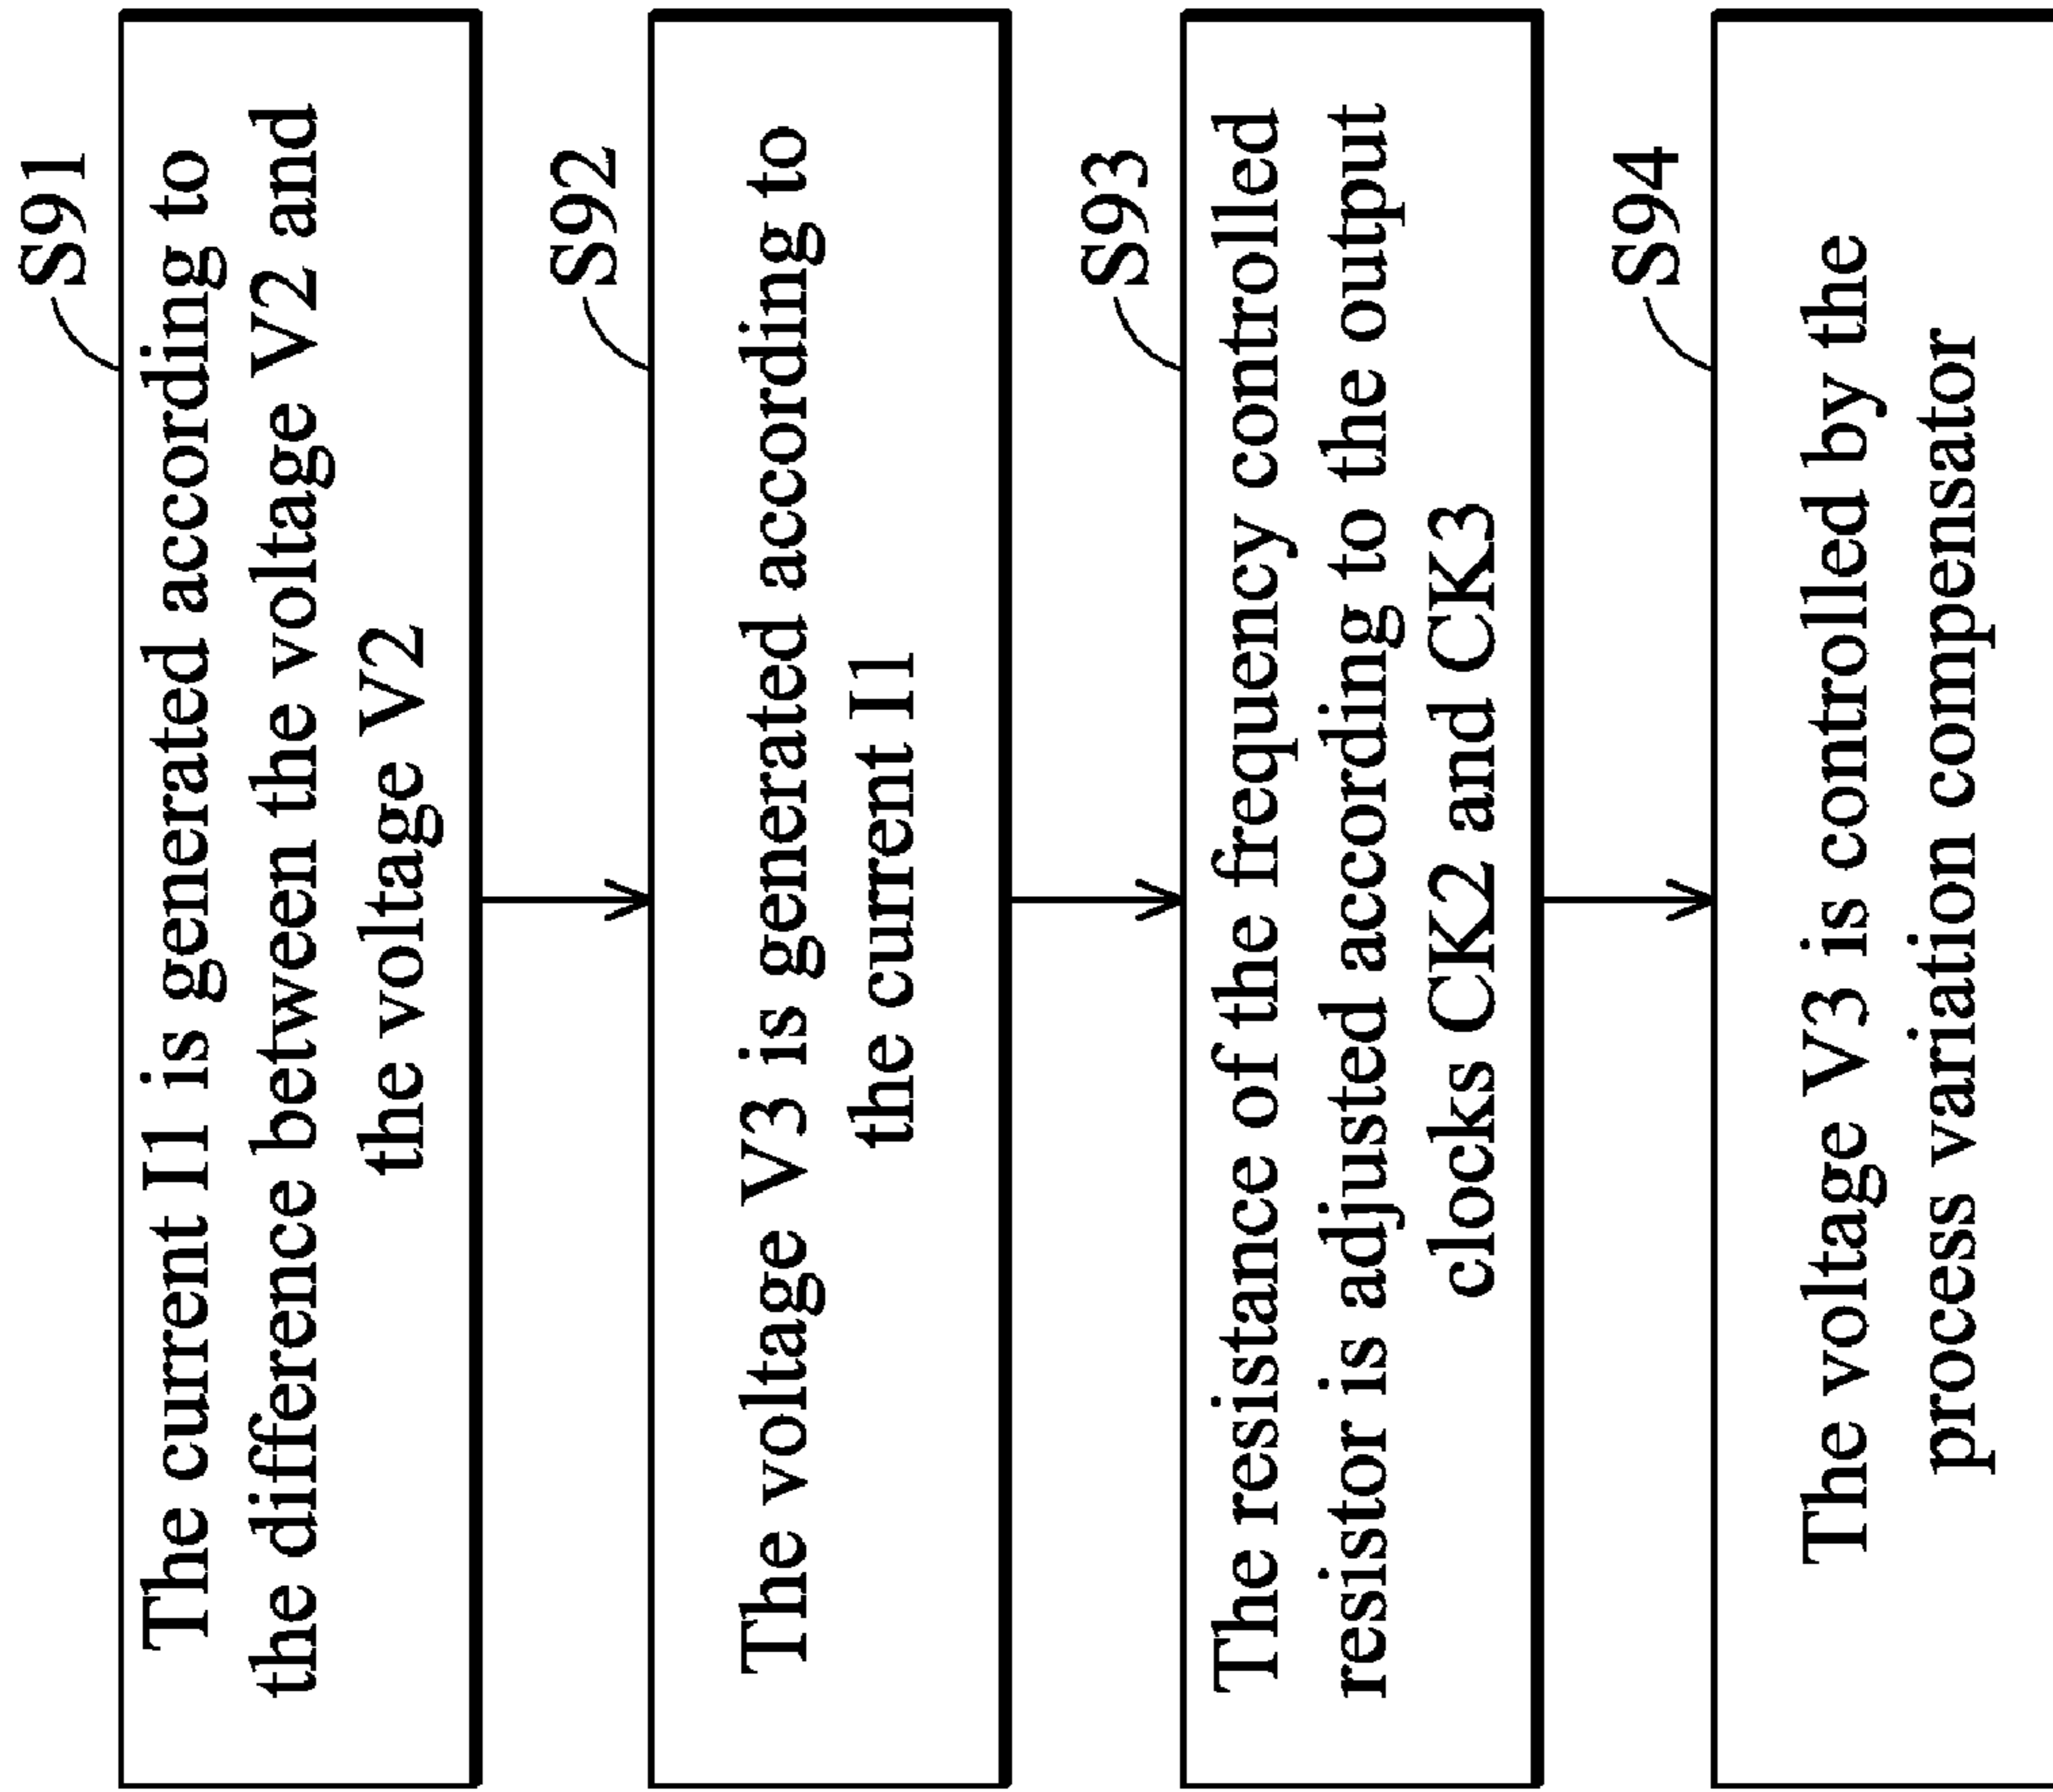 S91
The current I1 is generated according to
the difference between the voltage V2 and
the voltage V2
S92
The voltage V3 is generated according to
the current I1
S93
The resistance of the frequency controlled
resistor is adjusted according to the output
clocks CK2 and CK3
S94
The voltage V3 is controlled by the
process variation compensator